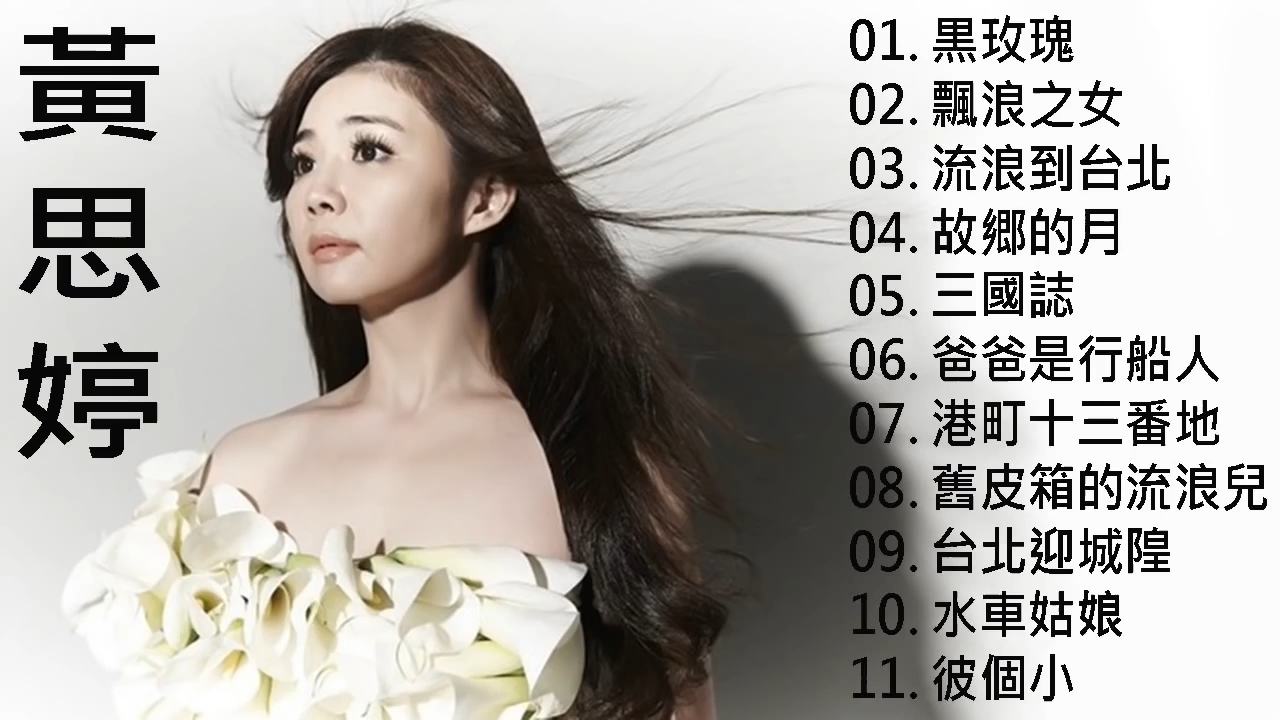 黃思婷
01. 黑玫瑰
02. 飄浪之女
03. 流浪到台北
04. 故鄉的月
05. 三國誌
06. 爸爸是行船人
07. 港町十三番地
08. 舊皮箱的流浪兒
09. 台北迎城隍
10. 水車姑娘
11. 彼個小